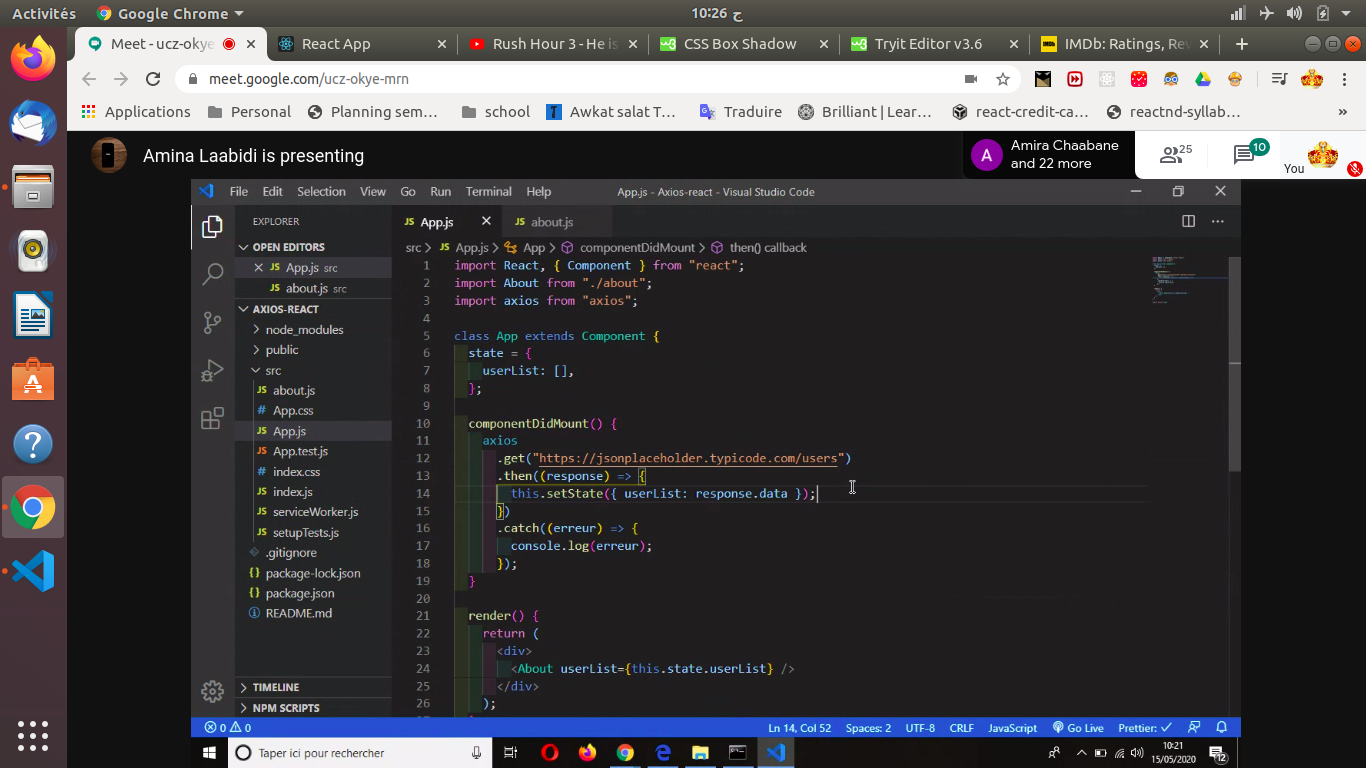 Activités
Google Chrome
10:26 ح
Meet - ucz-okye
React App
Rush Hour 3 - He is
CSS Box Shadow
Tryit Editor v3.6
IMDb: Ratings, Rev
meet.google.com/ucz-okye-mrn
Applications
Personal
Planning sem…
school
Awkat salat T…
Traduire
Brilliant | Lear…
react-credit-ca…
reactnd-syllab…
»
Amina Laabidi is presenting
A
Amira Chaabane
and 22 more
25
10
You
File Edit Selection View Go Run Terminal Help
App.js - Axios-react - Visual Studio Code
EXPLORER
OPEN EDITORS
JS App.js src
JS about.js src
AXIOS-REACT
node_modules
public
src
JS about.js
# App.css
JS App.js
JS App.test.js
# index.css
JS index.js
JS serviceWorker.js
JS setupTests.js
.gitignore
{} package-lock.json
{} package.json
README.md
TIMELINE
NPM SCRIPTS
JS App.js
JS about.js
src > JS App.js > App > componentDidMount > then() callback
1 import React, { Component } from "react";
2 import About from "./about";
3 import axios from "axios";
4
5 class App extends Component {
6 state = {
7 userList: [],
8 };
9
10 componentDidMount() {
11 axios
12 .get("https://jsonplaceholder.typicode.com/users")
13 .then((response) => {
14 this.setState({ userList: response.data });
15 })
16 .catch((erreur) => {
17 console.log(erreur);
18 });
19 }
20
21 render() {
22 return (
23 <div>
24 <About userList={this.state.userList} />
25 </div>
26 );
0 0
Ln 14, Col 52
Spaces: 2
UTF-8
CRLF
JavaScript
Go Live
Prettier: ✓
Taper ici pour rechercher
10:21
15/05/2020
12